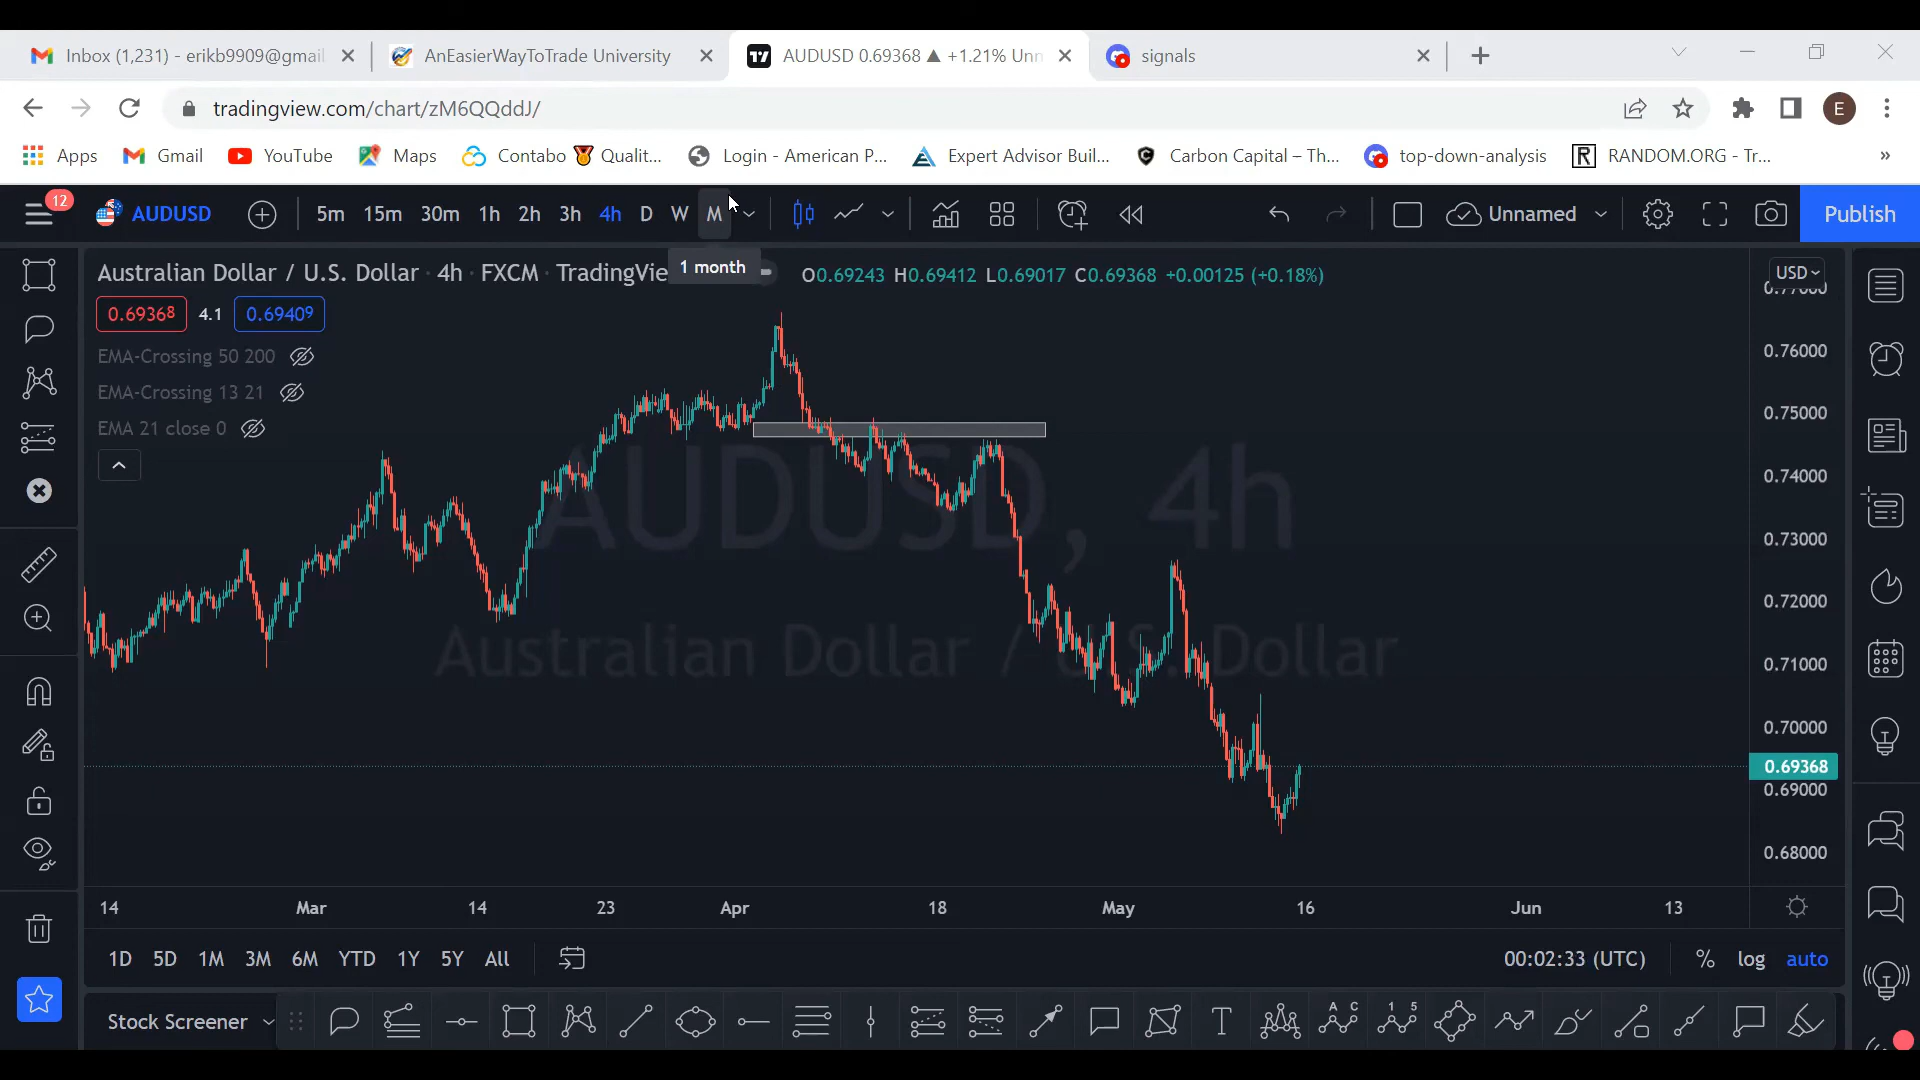 Inbox (1,231) - erikb9909@gmail
AnEasierWayToTrade University
AUDUSD 0.69368 ▲ +1.21% Unn
signals
tradingview.com/chart/zM6QQddJ/
E
Apps
Gmail
YouTube
Maps
Contabo
Qualit...
Login - American P...
Expert Advisor Buil...
Carbon Capital – Th...
top-down-analysis
R
RANDOM.ORG - Tr...
»
12
AUDUSD
5m 15m 30m 1h 2h 3h 4h D W M
Unnamed
Publish
1 month
Australian Dollar / U.S. Dollar · 4h · FXCM · TradingVie
O0.69243 H0.69412 L0.69017 C0.69368 +0.00125 (+0.18%)
USD
0.69368 4.1 0.69409
EMA-Crossing 50 200
EMA-Crossing 13 21
EMA 21 close 0
AUDUSD, 4h
Australian Dollar / U.S. Dollar
0.77000
0.76000
0.75000
0.74000
0.73000
0.72000
0.71000
0.70000
0.69368
0.69000
0.68000
14 Mar 14 23 Apr 18 May 16 Jun 13
1D 5D 1M 3M 6M YTD 1Y 5Y All
00:02:33 (UTC)
% log auto
Stock Screener
T
A C
1 5